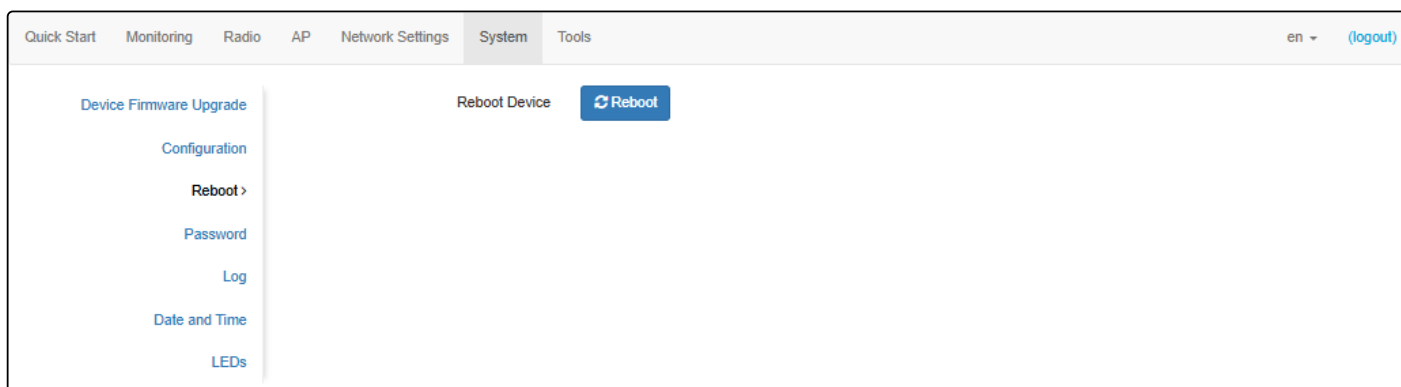 Quick Start Monitoring Radio AP Network Settings System Tools en (logout)
Device Firmware Upgrade
Reboot Device Reboot
Configuration
Reboot >
Password
Log
Date and Time
LEDs